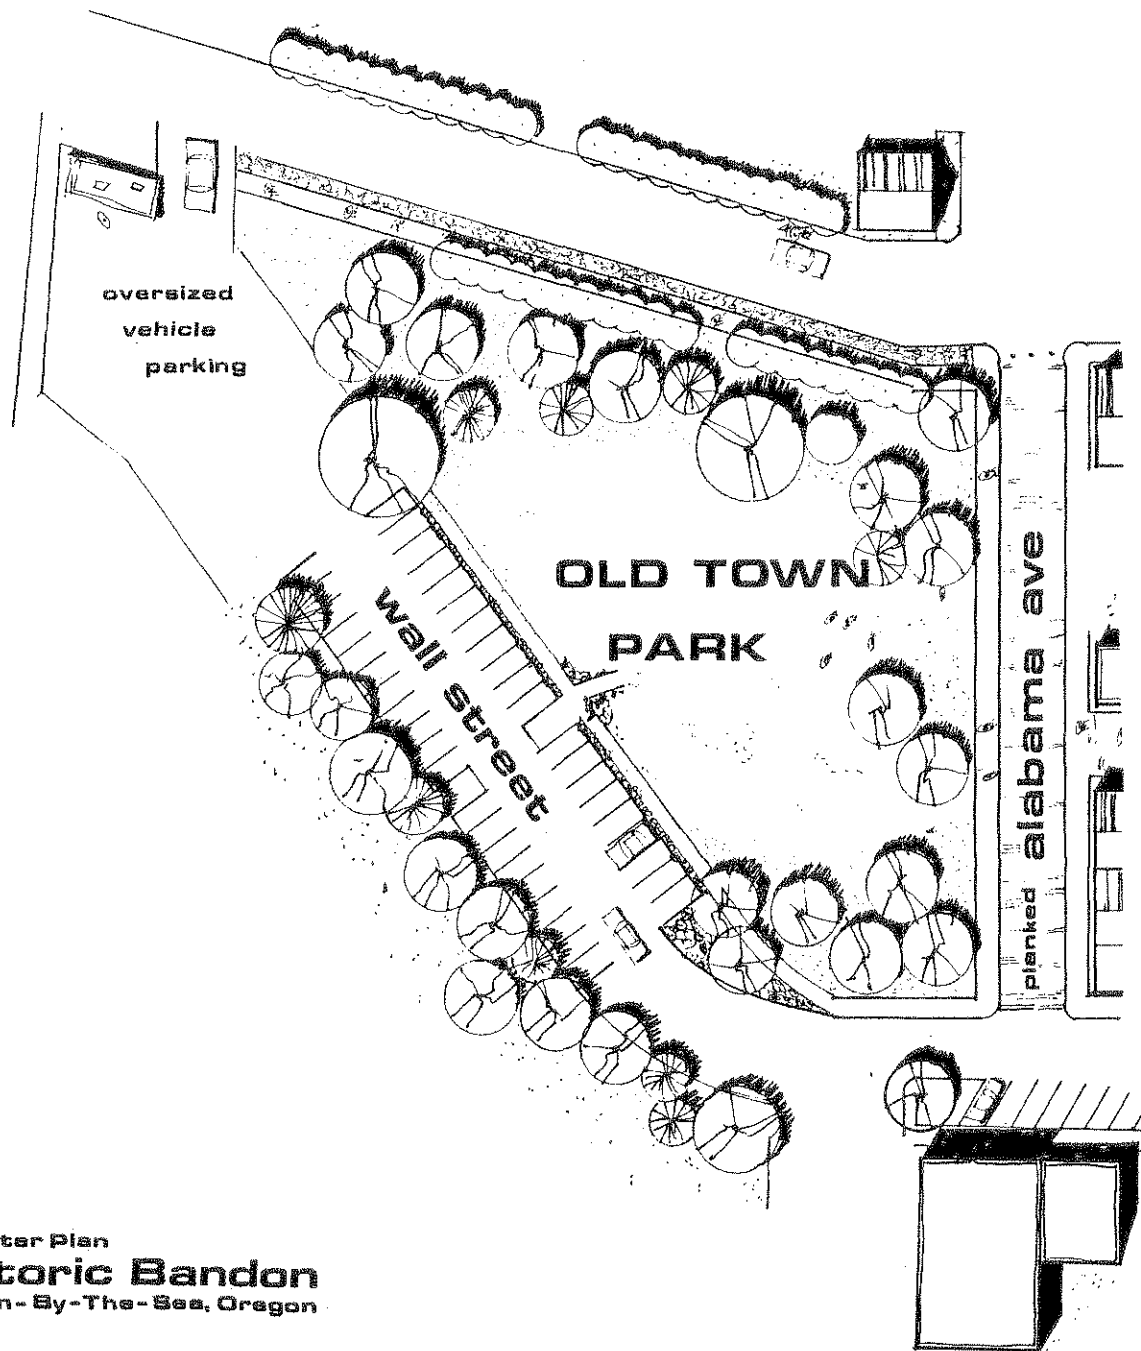 oversized
vehicle
parking
OLD TOWN
PARK
wall street
planked alabama ave
ter Plan
toric Bandon
n-By-The-Sea, Oregon